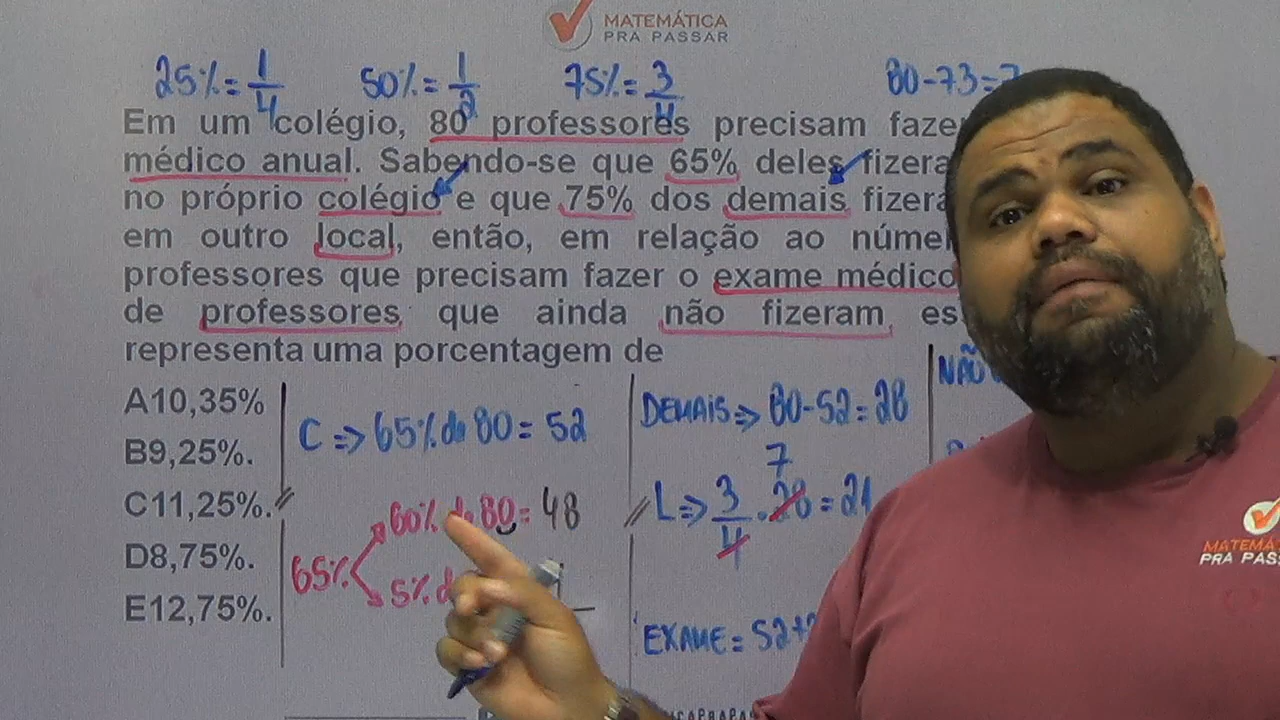 MATEMÁTICA
PRA PASSAR
25% = 1/4 50% = 1/2 75% = 3/4 80-73=7
Em um colégio, 80 professores precisam faze
médico anual. Sabendo-se que 65% deles fizera
no próprio colégio e que 75% dos demais fizera
em outro local, então, em relação ao núme
professores que precisam fazer o exame médico
de professores que ainda não fizeram es
representa uma porcentagem de
A10,35%
B9,25%.
C11,25%.
D8,75%.
E12,75%.
C => 65% de 80 = 52
65%
60% de 80 = 48
5% d
DEMAIS => 80-52=28
7
L => 3/4 . 28 = 21
EXAME = 52+
NÃO
MATEMÁ
PRA PAS